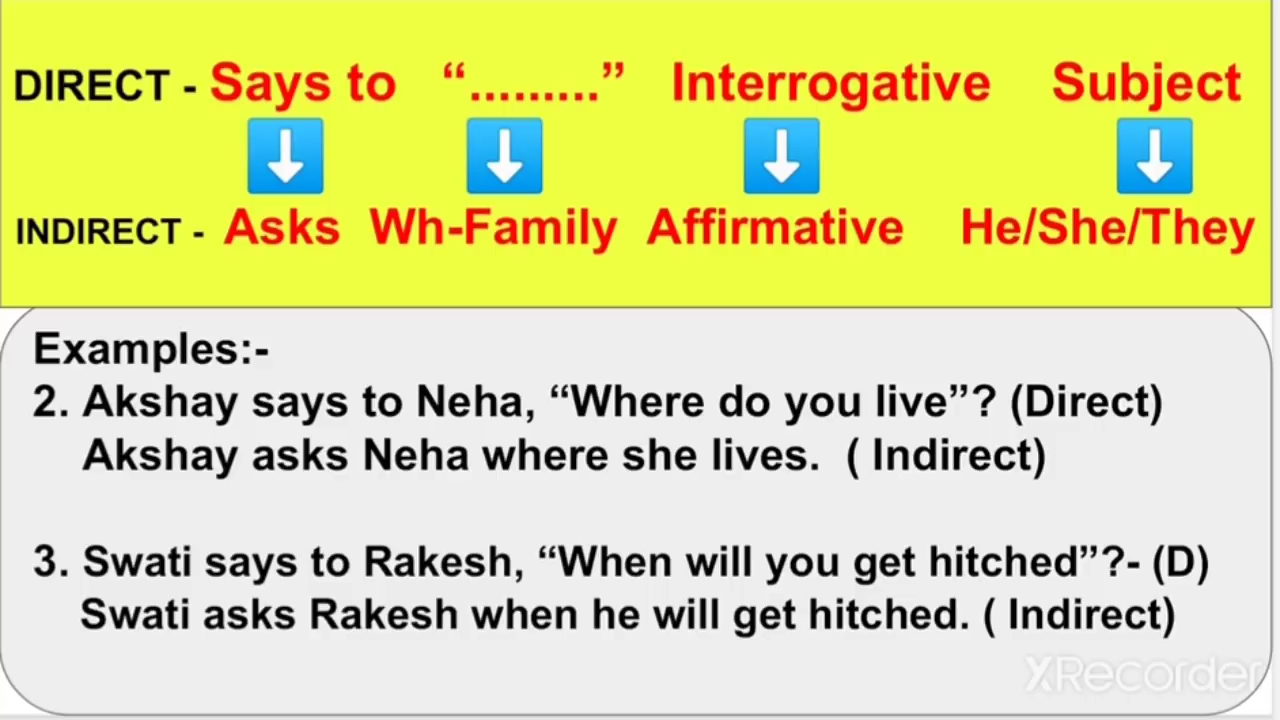 DIRECT - Says to “.........” Interrogative Subject
INDIRECT - Asks Wh-Family Affirmative He/She/They
Examples:-
2. Akshay says to Neha, “Where do you live”? (Direct)
Akshay asks Neha where she lives. ( Indirect)
3. Swati says to Rakesh, “When will you get hitched”?- (D)
Swati asks Rakesh when he will get hitched. ( Indirect)
XRecorder